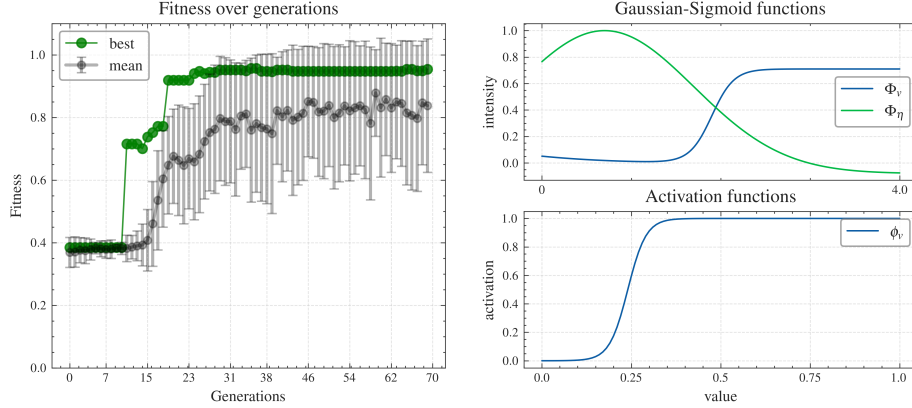 Fitness over generations
best
mean
1.0
0.8
0.6
0.4
0.2
0.0
Fitness
0 7 15 23 31 38 46 54 62 70
Generations
Gaussian-Sigmoid functions
1.0
0.8
0.6
0.4
0.2
0.0
intensity
Φᵥ
Φη
0 4.0
Activation functions
1.0
0.8
0.6
0.4
0.2
0.0
activation
ϕᵥ
0.0 0.25 0.5 0.75 1.0
value